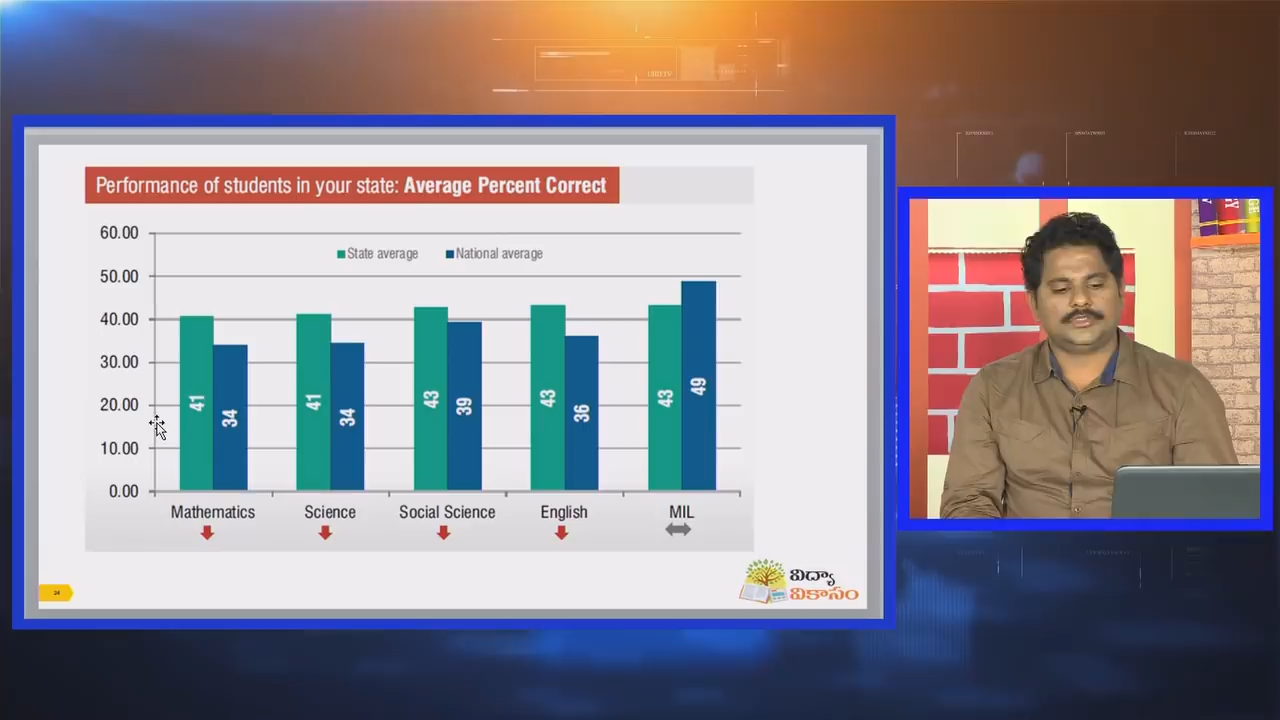 Performance of students in your state: Average Percent Correct
60.00
State average National average
50.00
40.00
30.00
20.00
10.00
0.00
41 34 41 34 43 39 43 36 43 49
Mathematics Science Social Science English MIL
24
విద్యా
వికాసం